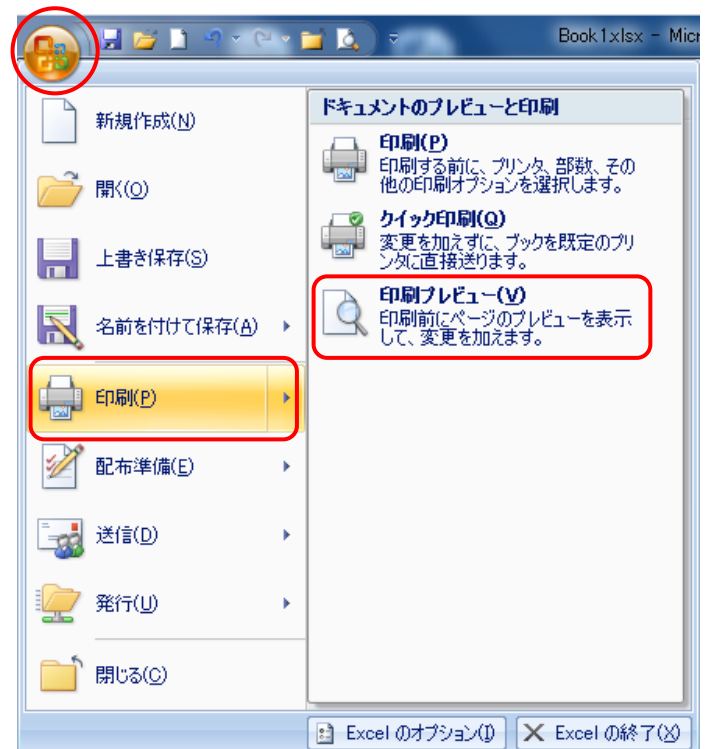 Book1xlsx - Micr
新規作成(N)
開く(O)
上書き保存(S)
名前を付けて保存(A)
印刷(P)
配布準備(E)
送信(D)
発行(U)
閉じる(C)
ドキュメントのプレビューと印刷
印刷(P)
印刷する前に、プリンタ、部数、その
他の印刷オプションを選択します。
クイック印刷(Q)
変更を加えずに、ブックを既定のプリ
ンタに直接送ります。
印刷プレビュー(V)
印刷前にページのプレビューを表示
して、変更を加えます。
Excel のオプション(I)
Excel の終了(X)